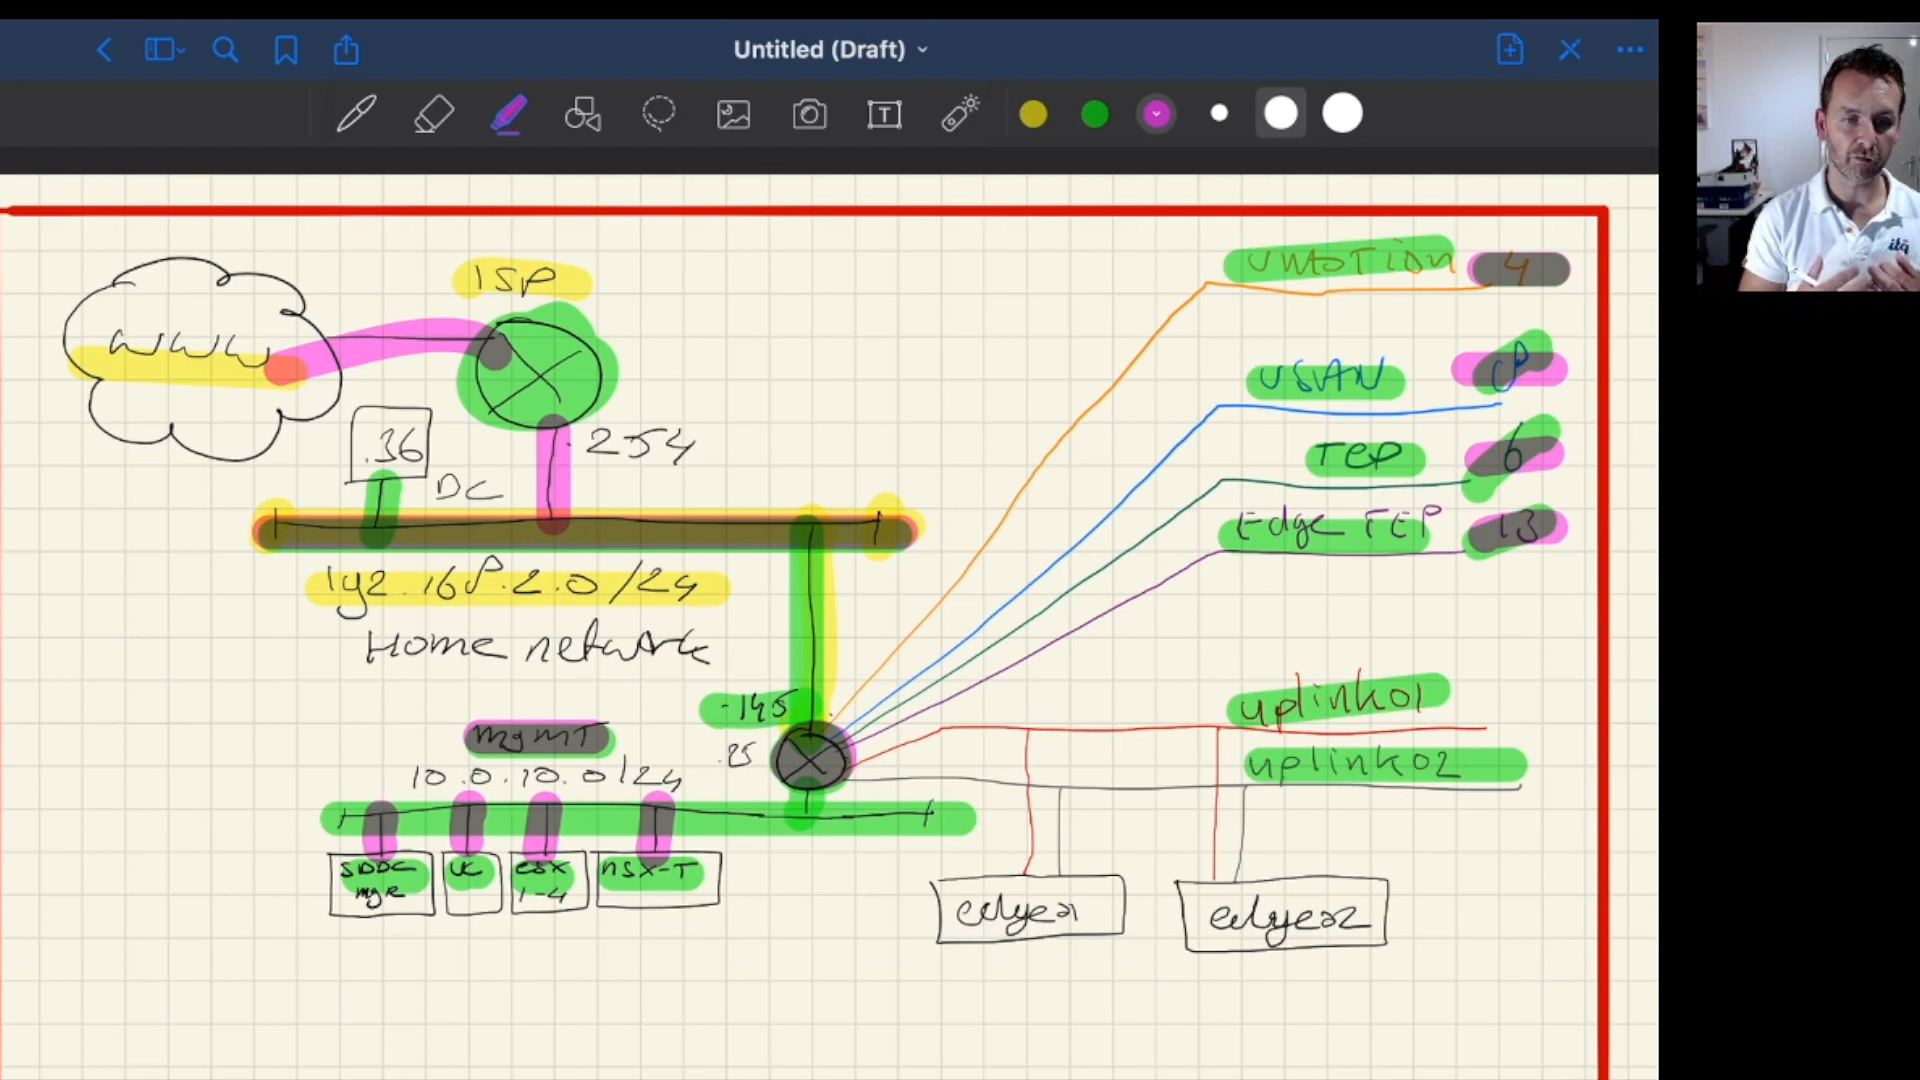 Untitled (Draft)
T
ISP
www
.36
.254
DC
192.168.2.0/24
Home network
.145
.25
mgmt
10.0.10.0/24
SDDC
mgr
VC
esx
1-4
NSX-T
vMotion 4
VSAN 8
TEP 6
Edge TEP 13
uplink01
uplink02
edge01
edge02
itq